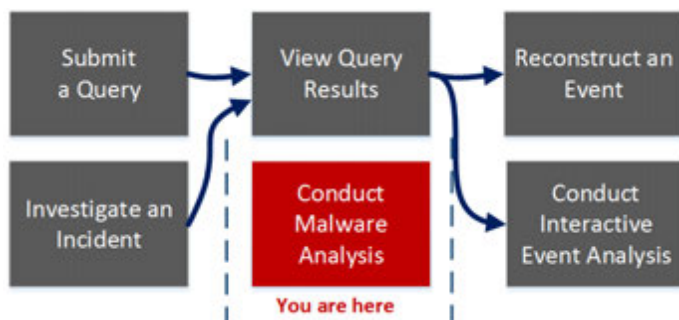 Submit
a Query
View Query
Results
Reconstruct an
Event
Investigate an
Incident
Conduct
Malware
Analysis
Conduct
Interactive
Event Analysis
You are here